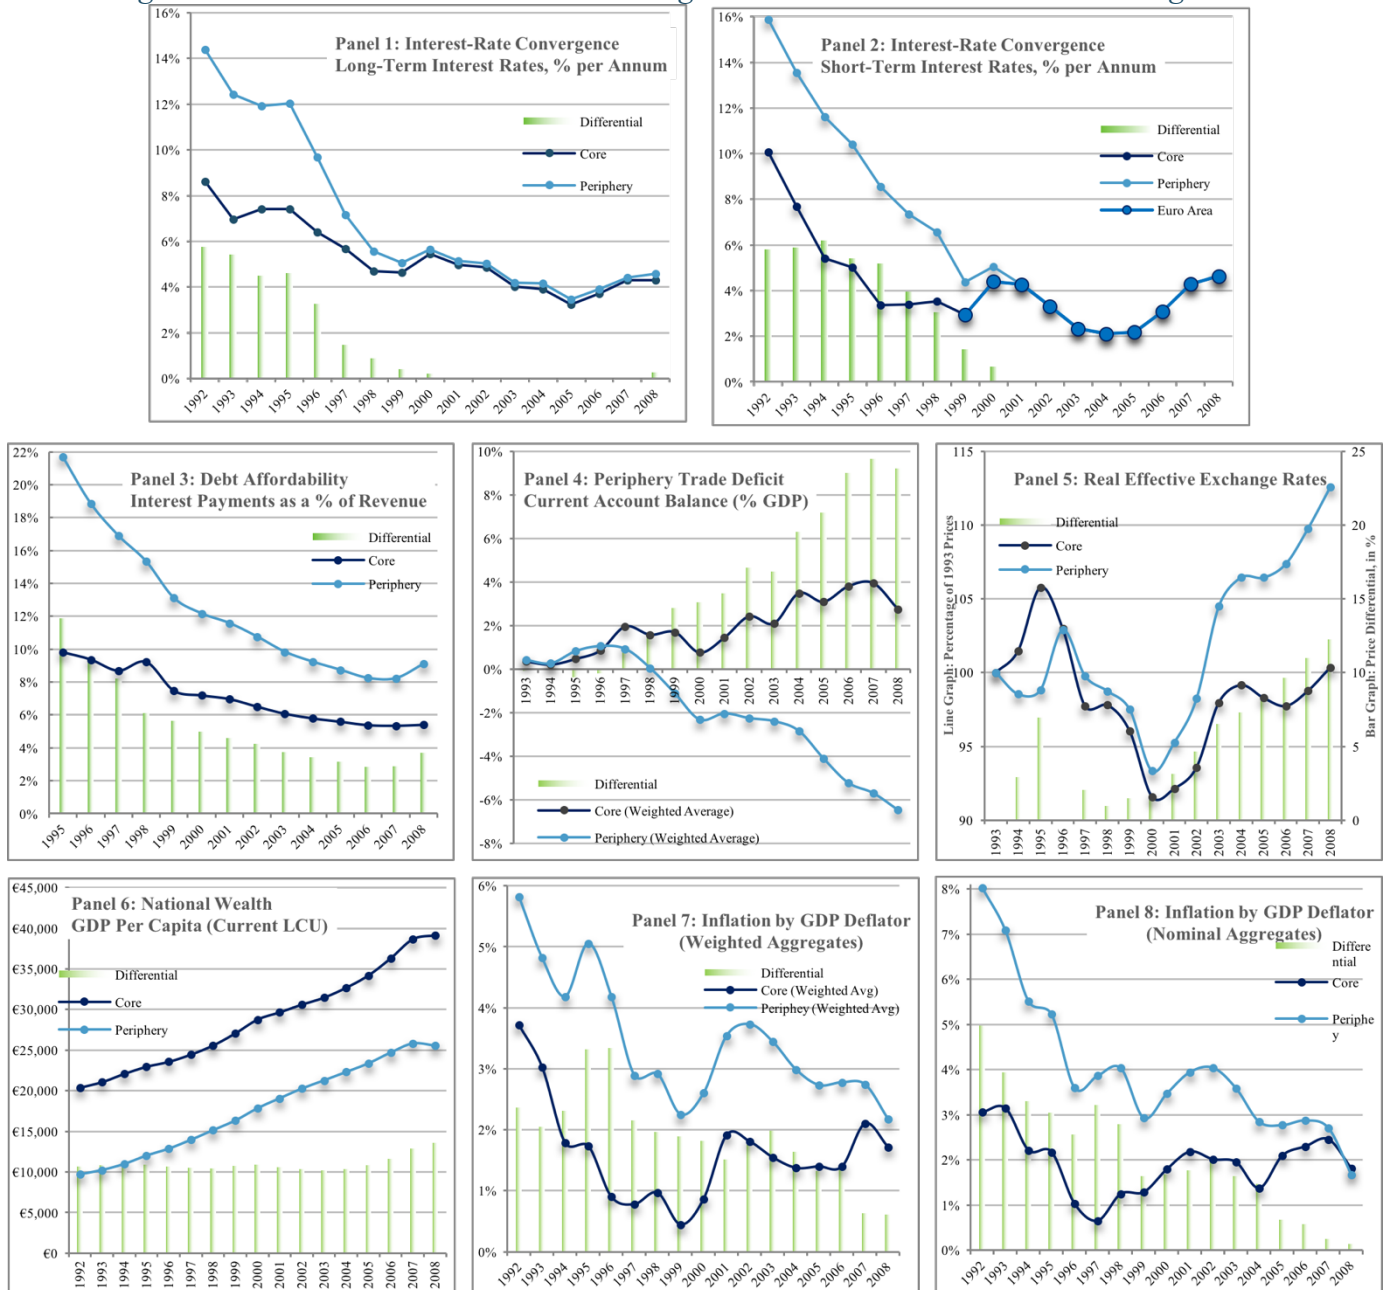 Panel 1: Interest-Rate Convergence
Long-Term Interest Rates, % per Annum
16%
14%
12%
10%
8%
6%
4%
2%
0%
Differential
Core
Periphery
1992 1993 1994 1995 1996 1997 1998 1999 2000 2001 2002 2003 2004 2005 2006 2007 2008
Panel 2: Interest-Rate Convergence
Short-Term Interest Rates, % per Annum
16%
14%
12%
10%
8%
6%
4%
2%
0%
Differential
Core
Periphery
Euro Area
1992 1993 1994 1995 1996 1997 1998 1999 2000 2001 2002 2003 2004 2005 2006 2007 2008
Panel 3: Debt Affordability
Interest Payments as a % of Revenue
22%
20%
18%
16%
14%
12%
10%
8%
6%
4%
2%
0%
Differential
Core
Periphery
1995 1996 1997 1998 1999 2000 2001 2002 2003 2004 2005 2006 2007 2008
Panel 4: Periphery Trade Deficit
Current Account Balance (% GDP)
10%
8%
6%
4%
2%
0%
-2%
-4%
-6%
-8%
1993 1994 1995 1996 1997 1998 1999 2000 2001 2002 2003 2004 2005 2006 2007 2008
Differential
Core (Weighted Average)
Periphery (Weighted Average)
Panel 5: Real Effective Exchange Rates
Line Graph: Percentage of 1993 Prices
115
110
105
100
95
90
Differential
Core
Periphery
25
20
15
10
5
0
Bar Graph: Price Differential, in %
1993 1994 1995 1996 1997 1998 1999 2000 2001 2002 2003 2004 2005 2006 2007 2008
Panel 6: National Wealth
GDP Per Capita (Current LCU)
€45,000
€40,000
€35,000
€30,000
€25,000
€20,000
€15,000
€10,000
€5,000
€0
Differential
Core
Periphery
1992 1993 1994 1995 1996 1997 1998 1999 2000 2001 2002 2003 2004 2005 2006 2007 2008
Panel 7: Inflation by GDP Deflator
(Weighted Aggregates)
6%
5%
4%
3%
2%
1%
0%
Differential
Core (Weighted Avg)
Periphey (Weighted Avg)
1992 1993 1994 1995 1996 1997 1998 1999 2000 2001 2002 2003 2004 2005 2006 2007 2008
Panel 8: Inflation by GDP Deflator
(Nominal Aggregates)
8%
7%
6%
5%
4%
3%
2%
1%
0%
Differe
ntial
Core
Periphe
y
1992 1993 1994 1995 1996 1997 1998 1999 2000 2001 2002 2003 2004 2005 2006 2007 2008